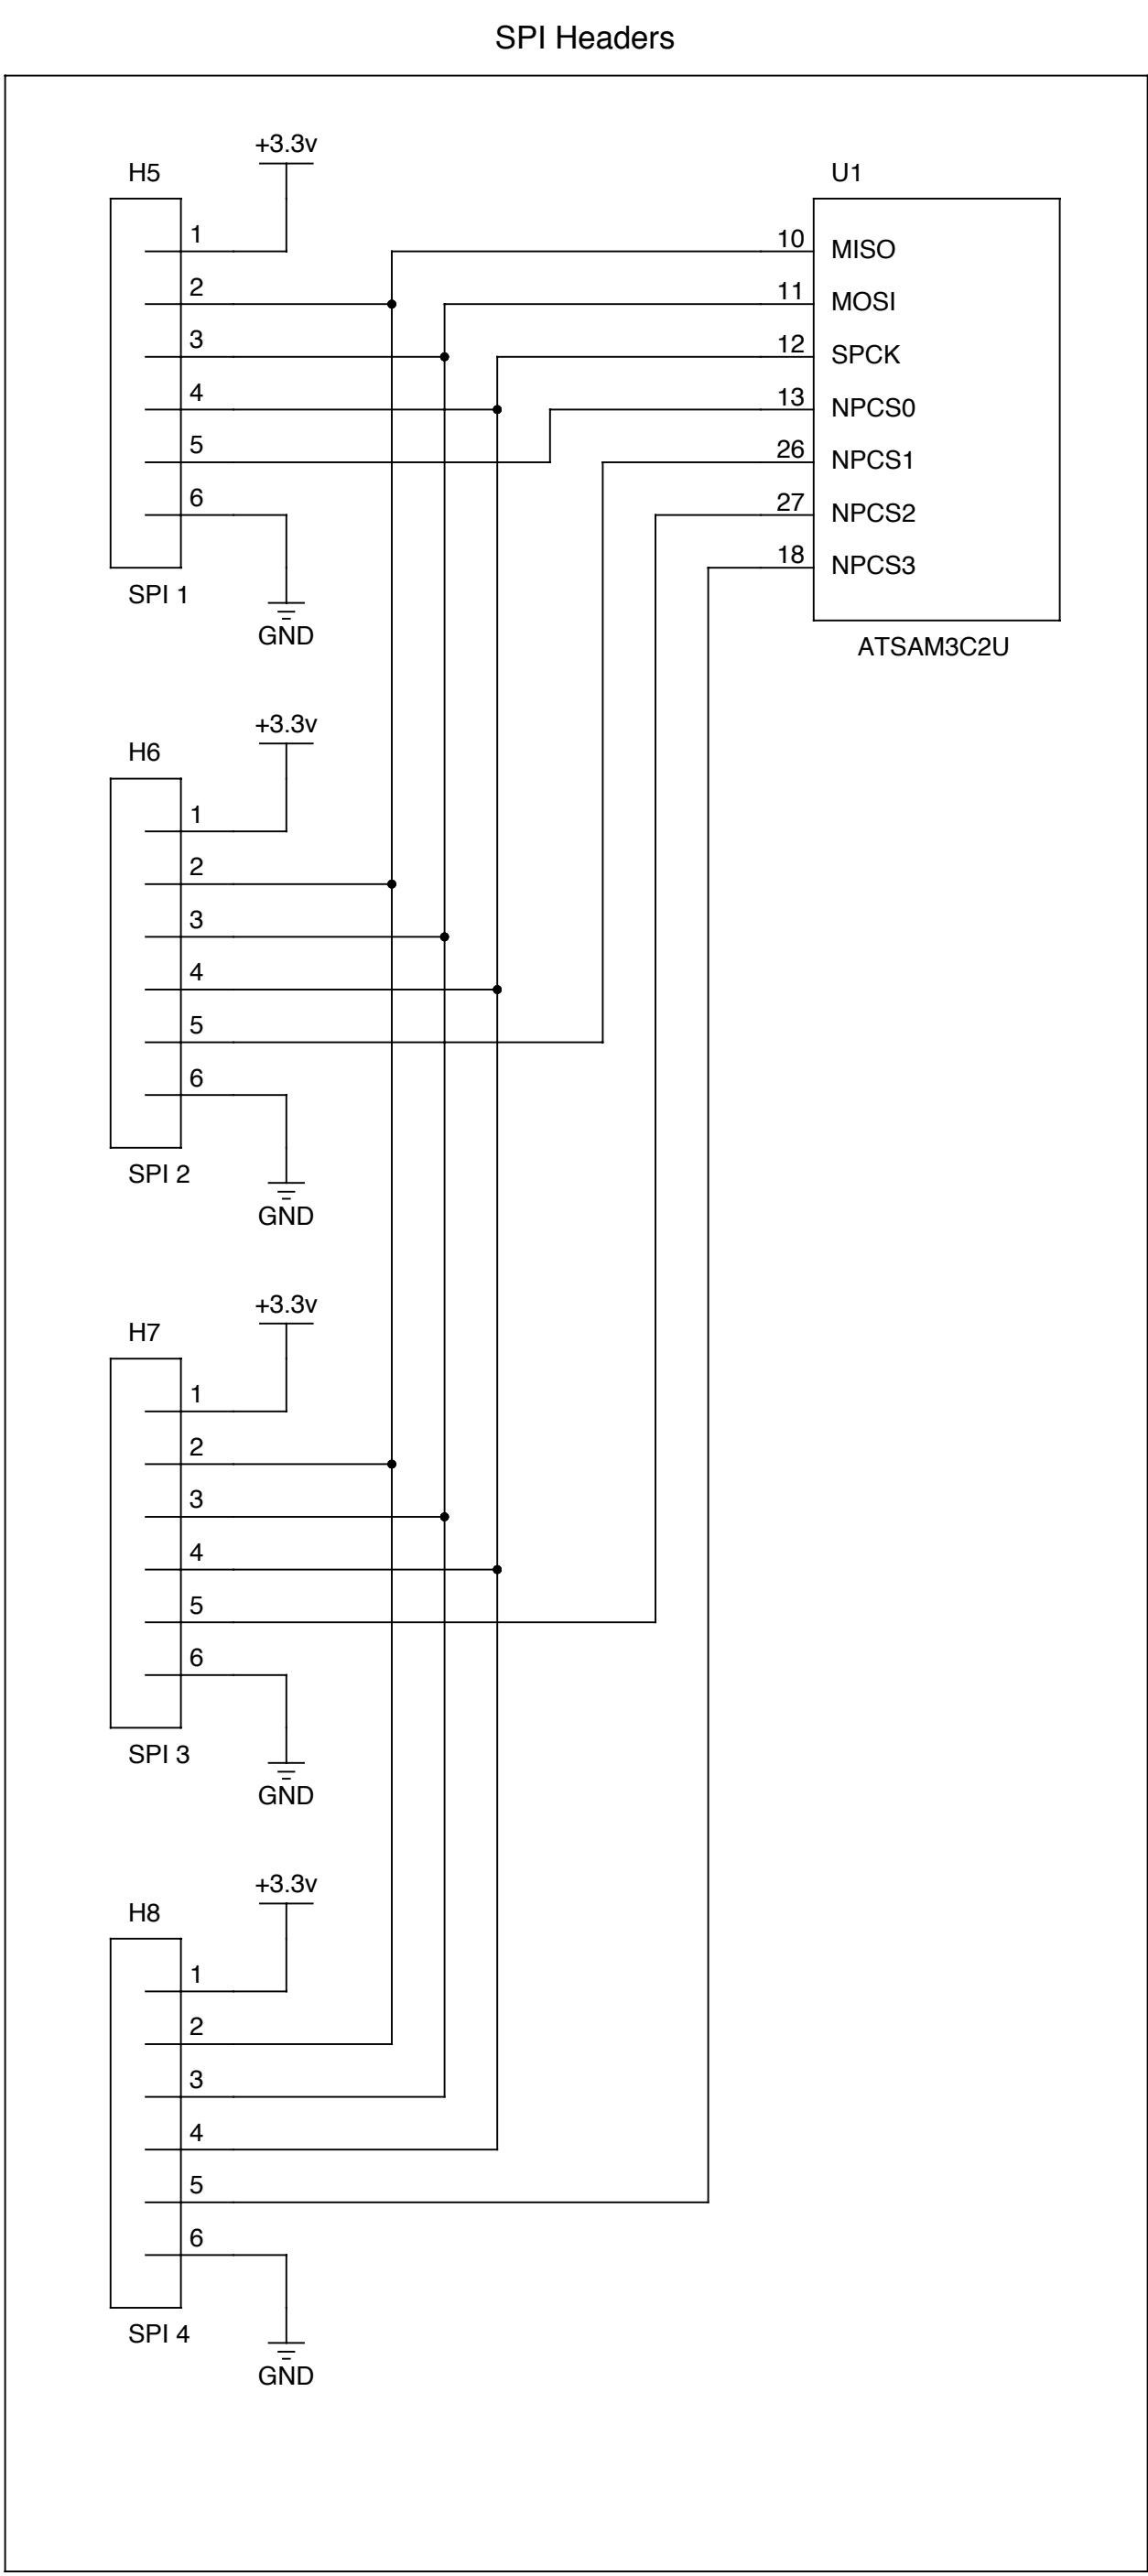 SPI Headers
+3.3v
H5
1
2
3
4
5
6
SPI 1
GND
U1
10 MISO
11 MOSI
12 SPCK
13 NPCS0
26 NPCS1
27 NPCS2
18 NPCS3
ATSAM3C2U
+3.3v
H6
1
2
3
4
5
6
SPI 2
GND
+3.3v
H7
1
2
3
4
5
6
SPI 3
GND
+3.3v
H8
1
2
3
4
5
6
SPI 4
GND